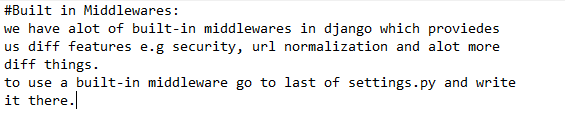 #Built in Middlewares:
we have alot of built-in middlewares in django which proviedes
us diff features e.g security, url normalization and alot more
diff things.
to use a built-in middleware go to last of settings.py and write
it there.